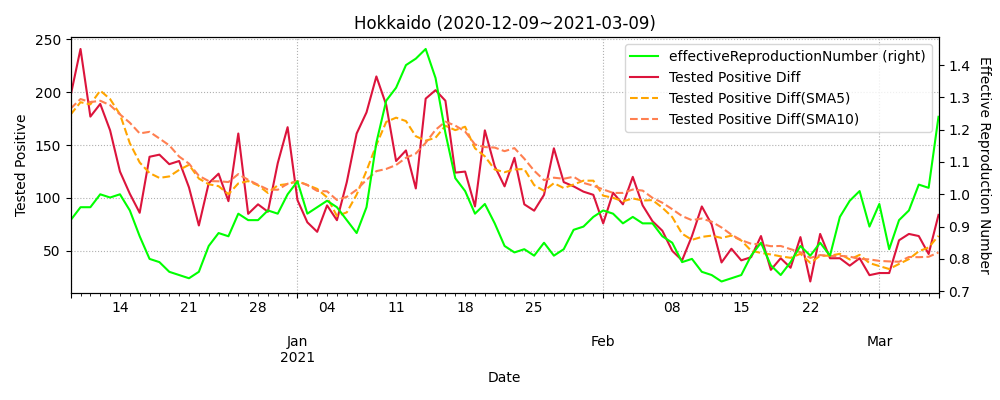 Hokkaido (2020-12-09~2021-03-09)
effectiveReproductionNumber (right)
Tested Positive Diff
Tested Positive Diff(SMA5)
Tested Positive Diff(SMA10)
Tested Positive
250
200
150
100
50
1.4
1.3
1.2
1.1
1.0
0.9
0.8
0.7
Effective Reproduction Number
14 21 28 04 11 18 25 08 15 22
Jan Feb Mar
2021
Date